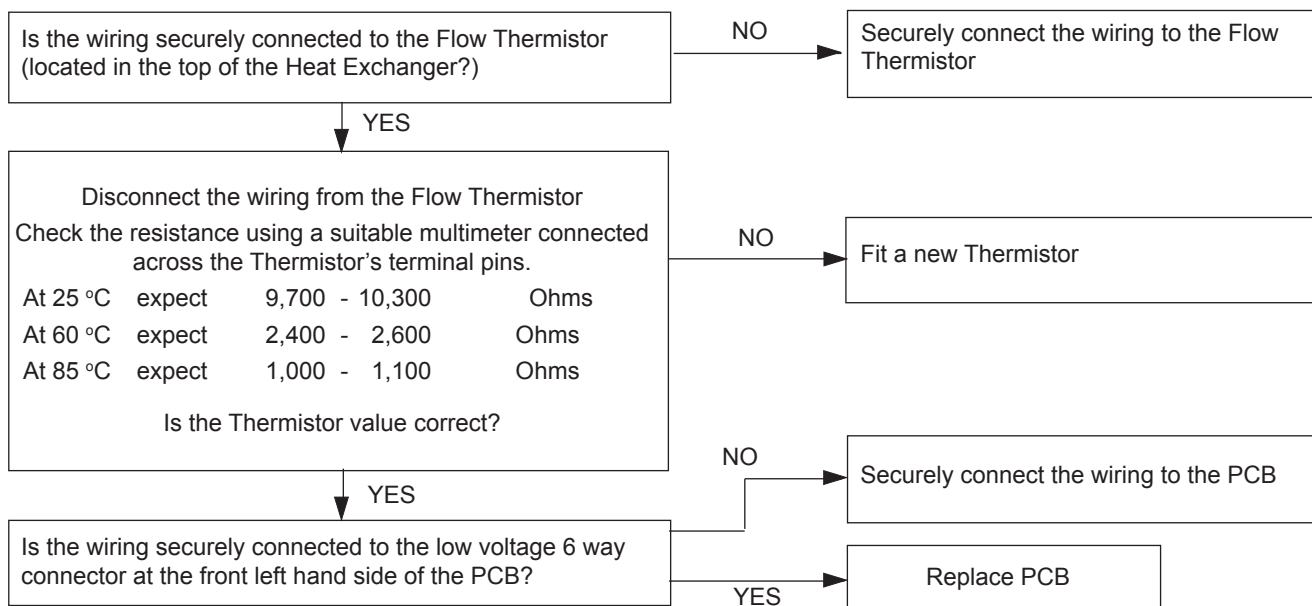 Is the wiring securely connected to the Flow Thermistor
(located in the top of the Heat Exchanger?)
NO
Securely connect the wiring to the Flow
Thermistor
YES
Disconnect the wiring from the Flow Thermistor
Check the resistance using a suitable multimeter connected
across the Thermistor’s terminal pins.
At 25 ºC expect 9,700 - 10,300 Ohms
At 60 ºC expect 2,400 - 2,600 Ohms
At 85 ºC expect 1,000 - 1,100 Ohms
Is the Thermistor value correct?
NO
Fit a new Thermistor
YES
Is the wiring securely connected to the low voltage 6 way
connector at the front left hand side of the PCB?
NO
Securely connect the wiring to the PCB
YES
Replace PCB